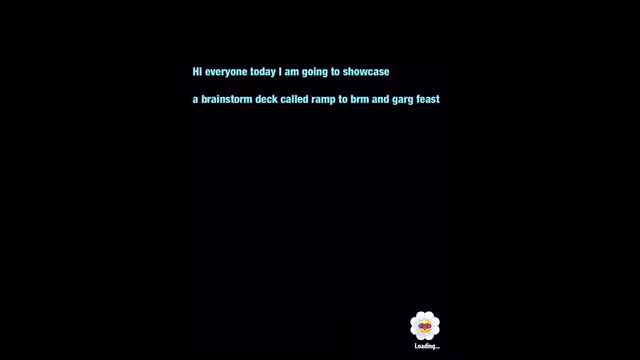 Hi everyone today I am going to showcase
a brainstorm deck called ramp to brm and garg feast
Loading...